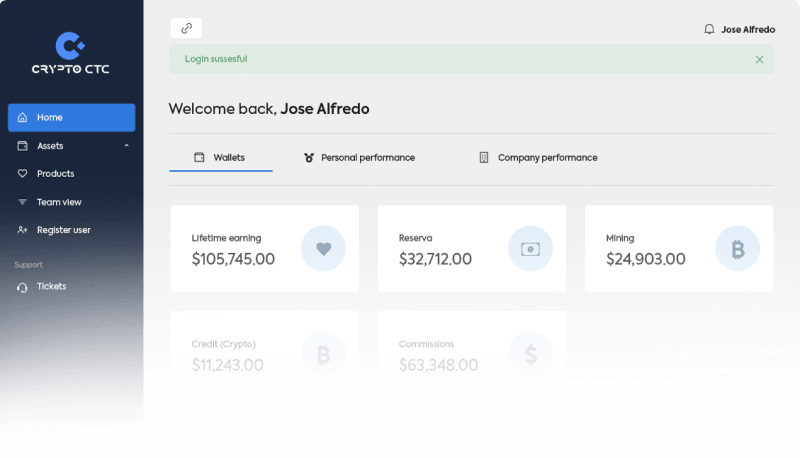 CRYPTO CTC
Home
Assets
Products
Team view
Register user
Support
Tickets
Jose Alfredo
Login sussesful
Welcome back, Jose Alfredo
Wallets
Personal performance
Company performance
Lifetime earning
$105,745.00
Reserva
$32,712.00
Mining
$24,903.00
Credit (Crypto)
$11,243.00
Commissions
$63,348.00